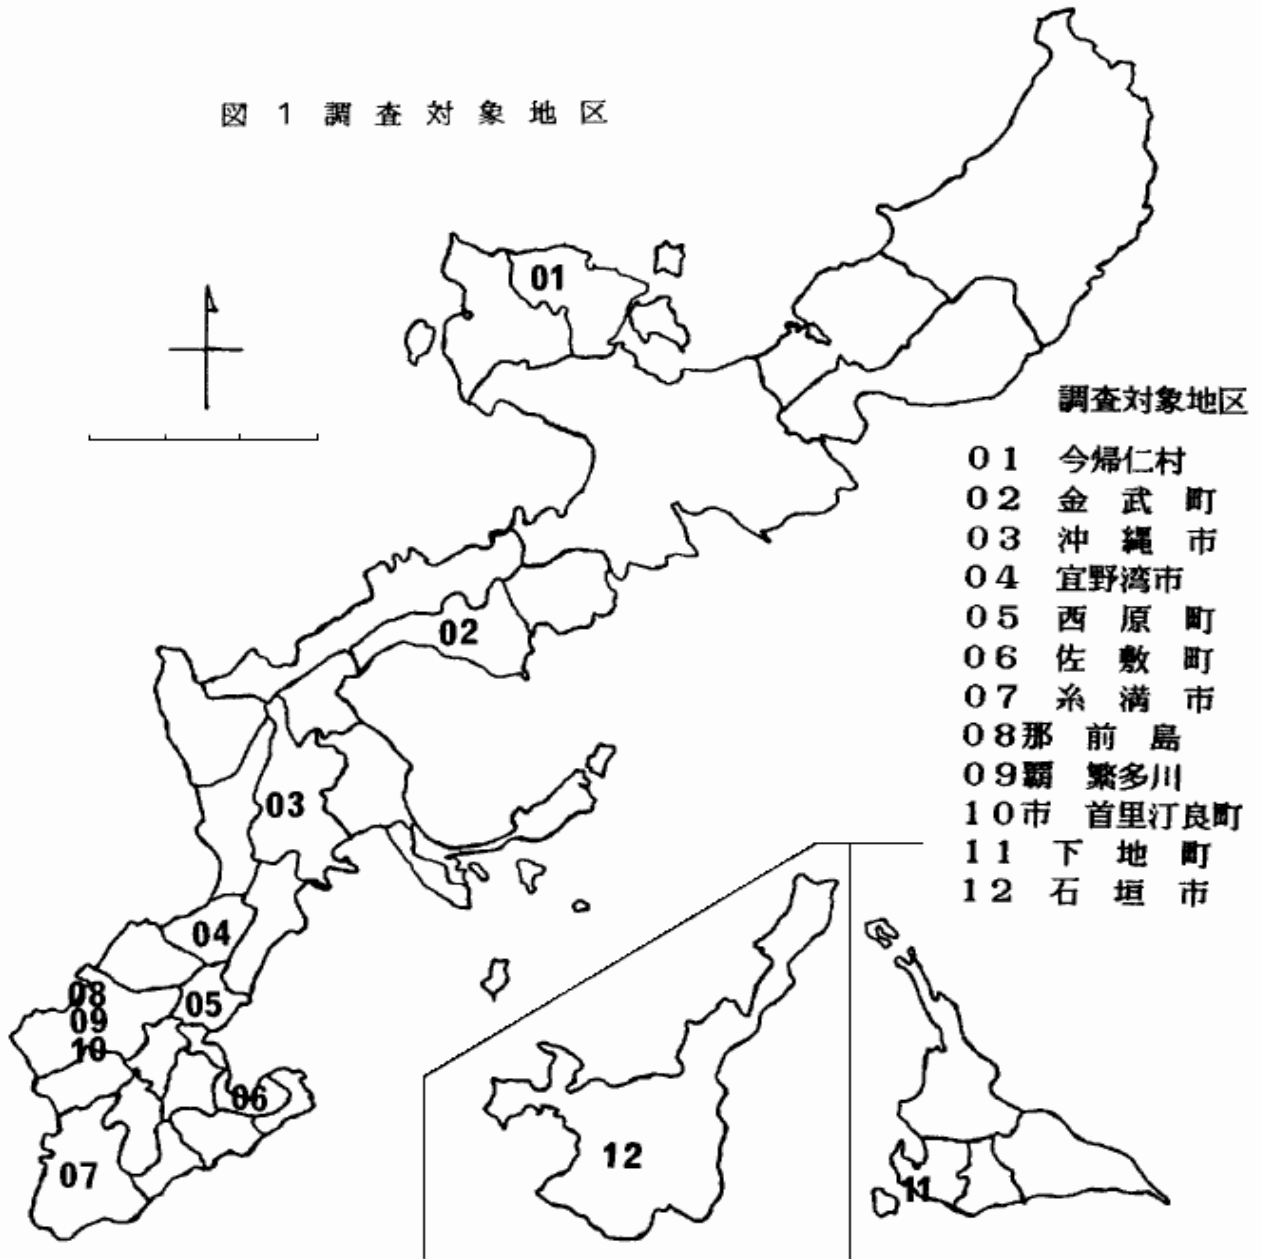 図1調査対象地区
調査対象地区
01 今帰仁村
02 金武町
03 沖縄市
04 宜野湾市
05 西原町
06 佐敷町
07 糸満市
08那 前島
09覇 繁多川
10市 首里汀良町
11 下地町
12 石垣市
01
02
03
04
05
08
09
10
06
07
12
11